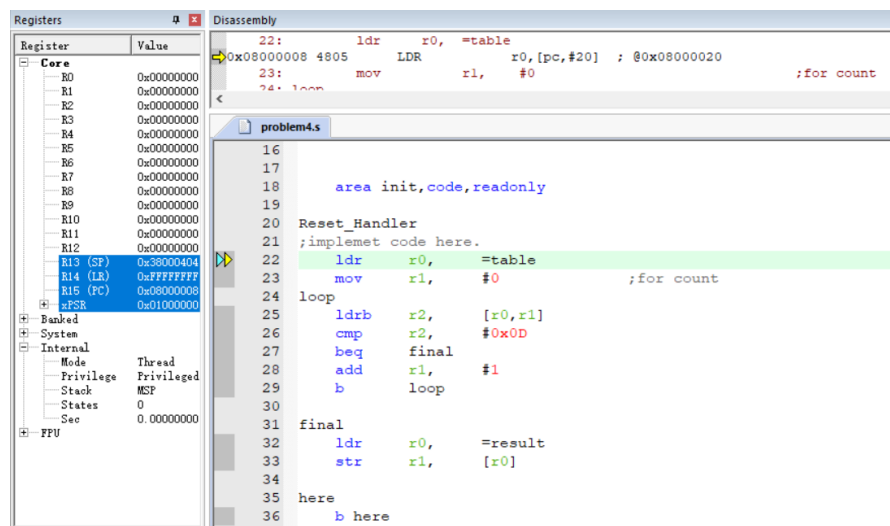 Registers
Register Value
Core
R0 0x00000000
R1 0x00000000
R2 0x00000000
R3 0x00000000
R4 0x00000000
R5 0x00000000
R6 0x00000000
R7 0x00000000
R8 0x00000000
R9 0x00000000
R10 0x00000000
R11 0x00000000
R12 0x00000000
R13 (SP) 0x38000404
R14 (LR) 0xFFFFFFFF
R15 (PC) 0x08000008
xPSR 0x01000000
Banked
System
Internal
Mode Thread
Privilege Privileged
Stack MSP
States 0
Sec 0.00000000
FPU
Disassembly
22: ldr r0, =table
0x08000008 4805 LDR r0,[pc,#20] ; @0x08000020
23: mov r1, #0 ;for count
24: loop
problem4.s
16
17
18 area init,code,readonly
19
20 Reset_Handler
21 ;implemet code here.
22 ldr r0, =table
23 mov r1, #0 ;for count
24 loop
25 ldrb r2, [r0,r1]
26 cmp r2, #0x0D
27 beq final
28 add r1, #1
29 b loop
30
31 final
32 ldr r0, =result
33 str r1, [r0]
34
35 here
36 b here